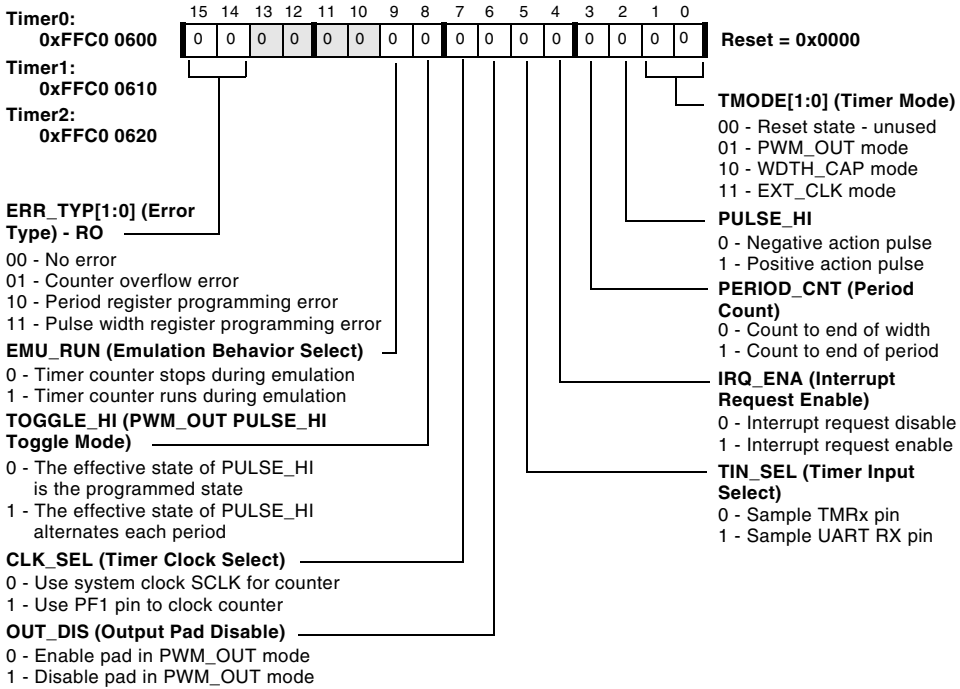 Timer0:
0xFFC0 0600
Timer1:
0xFFC0 0610
Timer2:
0xFFC0 0620
15 14 13 12 11 10 9 8 7 6 5 4 3 2 1 0
0 0 0 0 0 0 0 0 0 0 0 0 0 0 0 0
Reset = 0x0000
ERR_TYP[1:0] (Error
Type) - RO
00 - No error
01 - Counter overflow error
10 - Period register programming error
11 - Pulse width register programming error
EMU_RUN (Emulation Behavior Select)
0 - Timer counter stops during emulation
1 - Timer counter runs during emulation
TOGGLE_HI (PWM_OUT PULSE_HI
Toggle Mode)
0 - The effective state of PULSE_HI
is the programmed state
1 - The effective state of PULSE_HI
alternates each period
CLK_SEL (Timer Clock Select)
0 - Use system clock SCLK for counter
1 - Use PF1 pin to clock counter
OUT_DIS (Output Pad Disable)
0 - Enable pad in PWM_OUT mode
1 - Disable pad in PWM_OUT mode
TMODE[1:0] (Timer Mode)
00 - Reset state - unused
01 - PWM_OUT mode
10 - WDTH_CAP mode
11 - EXT_CLK mode
PULSE_HI
0 - Negative action pulse
1 - Positive action pulse
PERIOD_CNT (Period
Count)
0 - Count to end of width
1 - Count to end of period
IRQ_ENA (Interrupt
Request Enable)
0 - Interrupt request disable
1 - Interrupt request enable
TIN_SEL (Timer Input
Select)
0 - Sample TMRx pin
1 - Sample UART RX pin